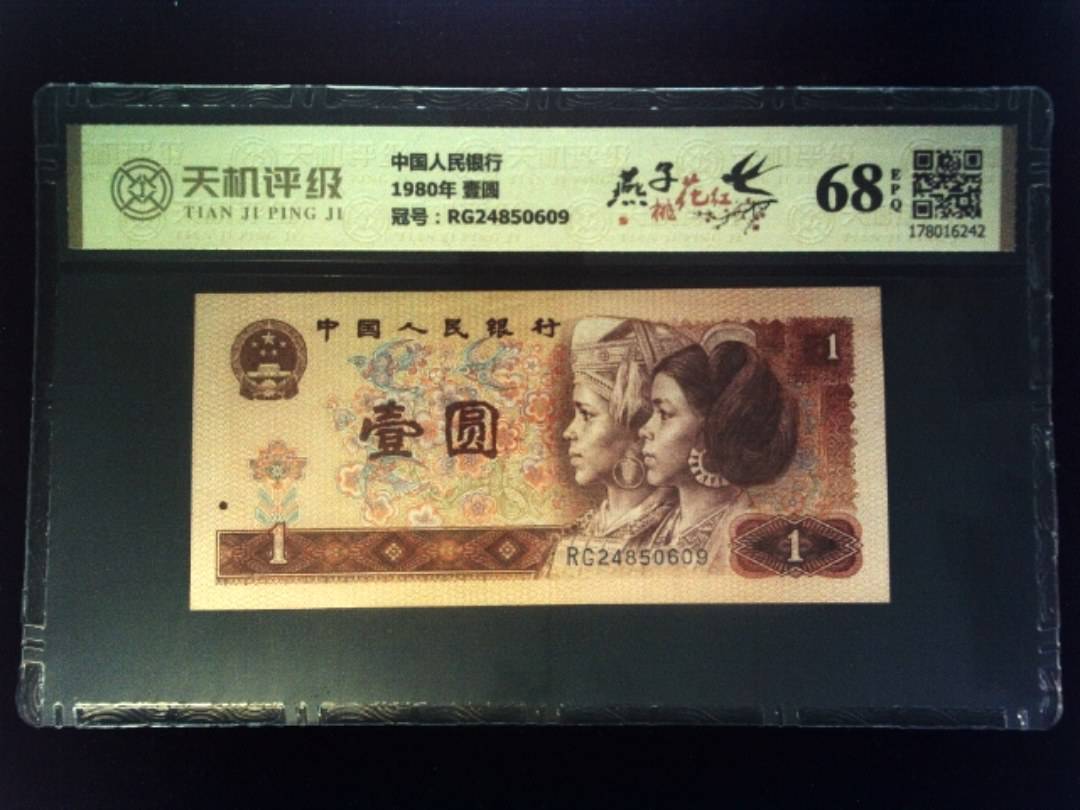 天机评级
TIAN JI PING JI
中国人民银行
1980年 壹圆
冠号：RG24850609
燕子
桃花红
68
EPQ
178016242
中国人民银行
1
壹圆
1
RG24850609
1